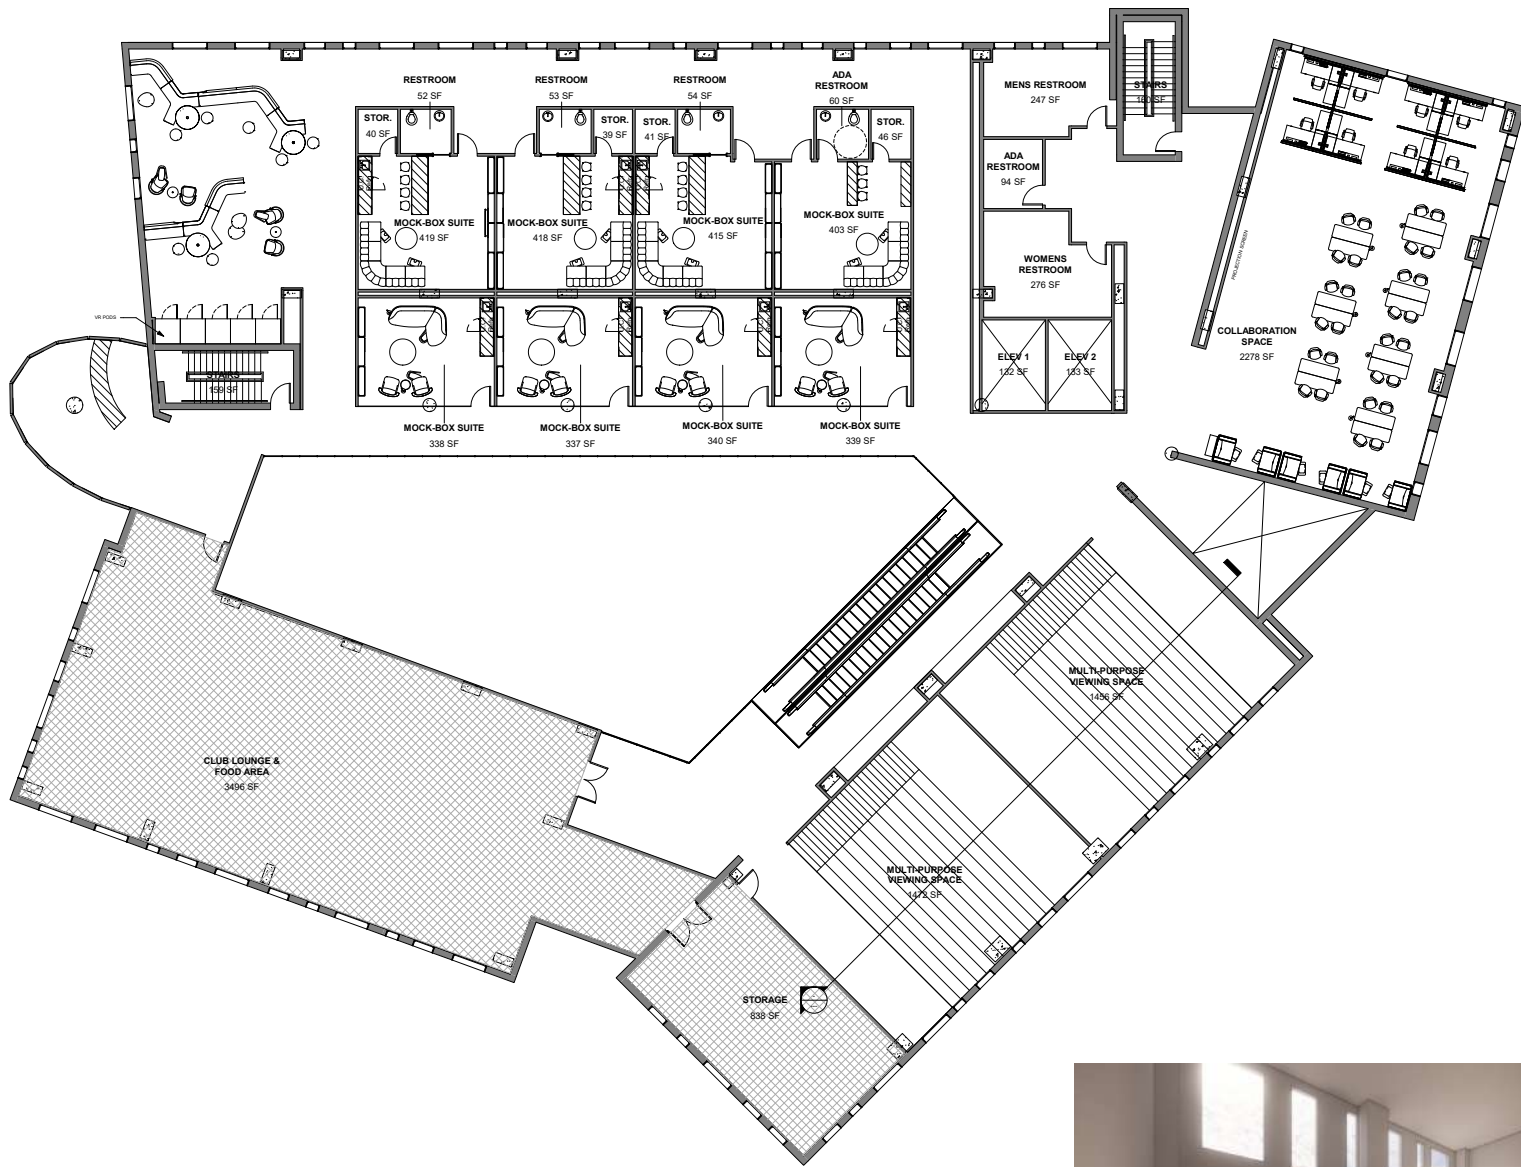 RESTROOM
52 SF
RESTROOM
53 SF
RESTROOM
54 SF
ADA
RESTROOM
60 SF
MENS RESTROOM
247 SF
STAIRS
160 SF
STOR.
40 SF
STOR.
39 SF
STOR.
41 SF
STOR.
46 SF
ADA
RESTROOM
94 SF
MOCK-BOX SUITE
419 SF
MOCK-BOX SUITE
418 SF
MOCK-BOX SUITE
415 SF
MOCK-BOX SUITE
403 SF
WOMENS
RESTROOM
276 SF
PROJECTION SCREEN
VR PODS
COLLABORATION
SPACE
2278 SF
STAIRS
159 SF
ELEV 1
132 SF
ELEV 2
133 SF
MOCK-BOX SUITE
338 SF
MOCK-BOX SUITE
337 SF
MOCK-BOX SUITE
340 SF
MOCK-BOX SUITE
339 SF
MULTI-PURPOSE
VIEWING SPACE
1456 SF
CLUB LOUNGE &
FOOD AREA
3496 SF
MULTI-PURPOSE
VIEWING SPACE
1472 SF
STORAGE
838 SF